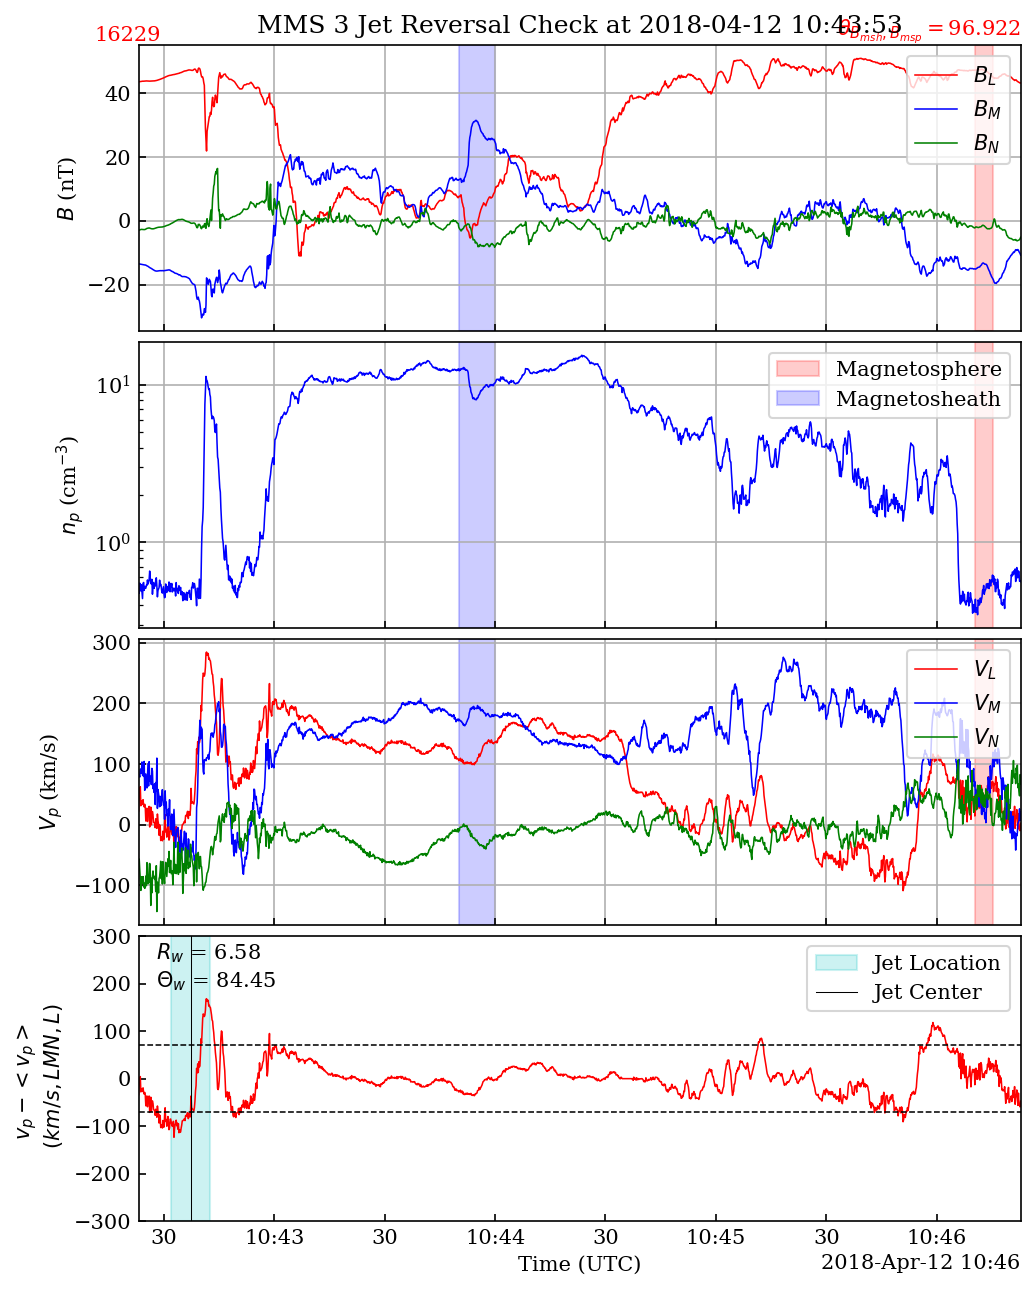 MMS 3 Jet Reversal Check at 2018-04-12 10:43:53
16229
θ_{B_{msh}, B_{msp}} = 96.922
B (nT)
40
20
0
−20
B_L
B_M
B_N
n_p (cm^{−3})
10^1
10^0
Magnetosphere
Magnetosheath
V_p (km/s)
300
200
100
0
−100
V_L
V_M
V_N
v_p − < v_p >
(km/s, LMN, L)
300
200
100
0
−100
−200
−300
R_w = 6.58
Θ_w = 84.45
Jet Location
Jet Center
30 10:43 30 10:44 30 10:45 30 10:46
Time (UTC)
2018-Apr-12 10:46